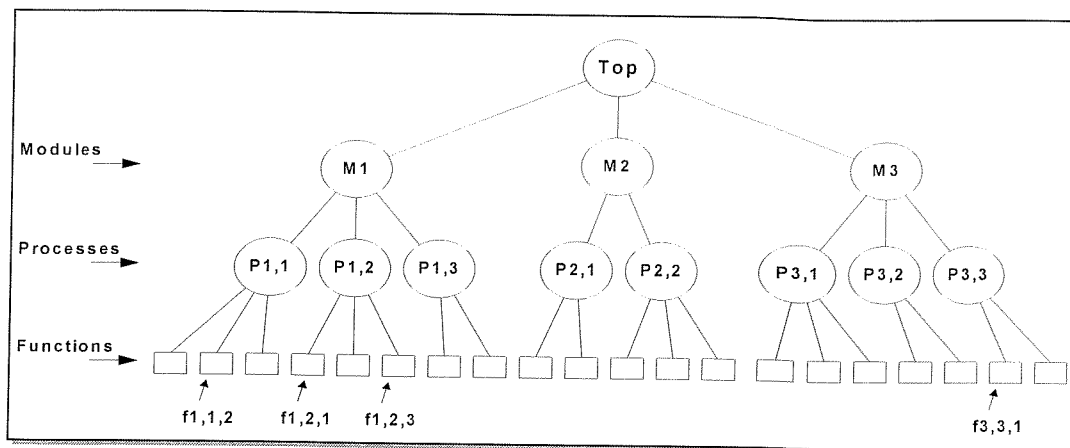 Top
Modules
M1
M2
M3
Processes
P1,1
P1,2
P1,3
P2,1
P2,2
P3,1
P3,2
P3,3
Functions
f1,1,2
f1,2,1
f1,2,3
f3,3,1